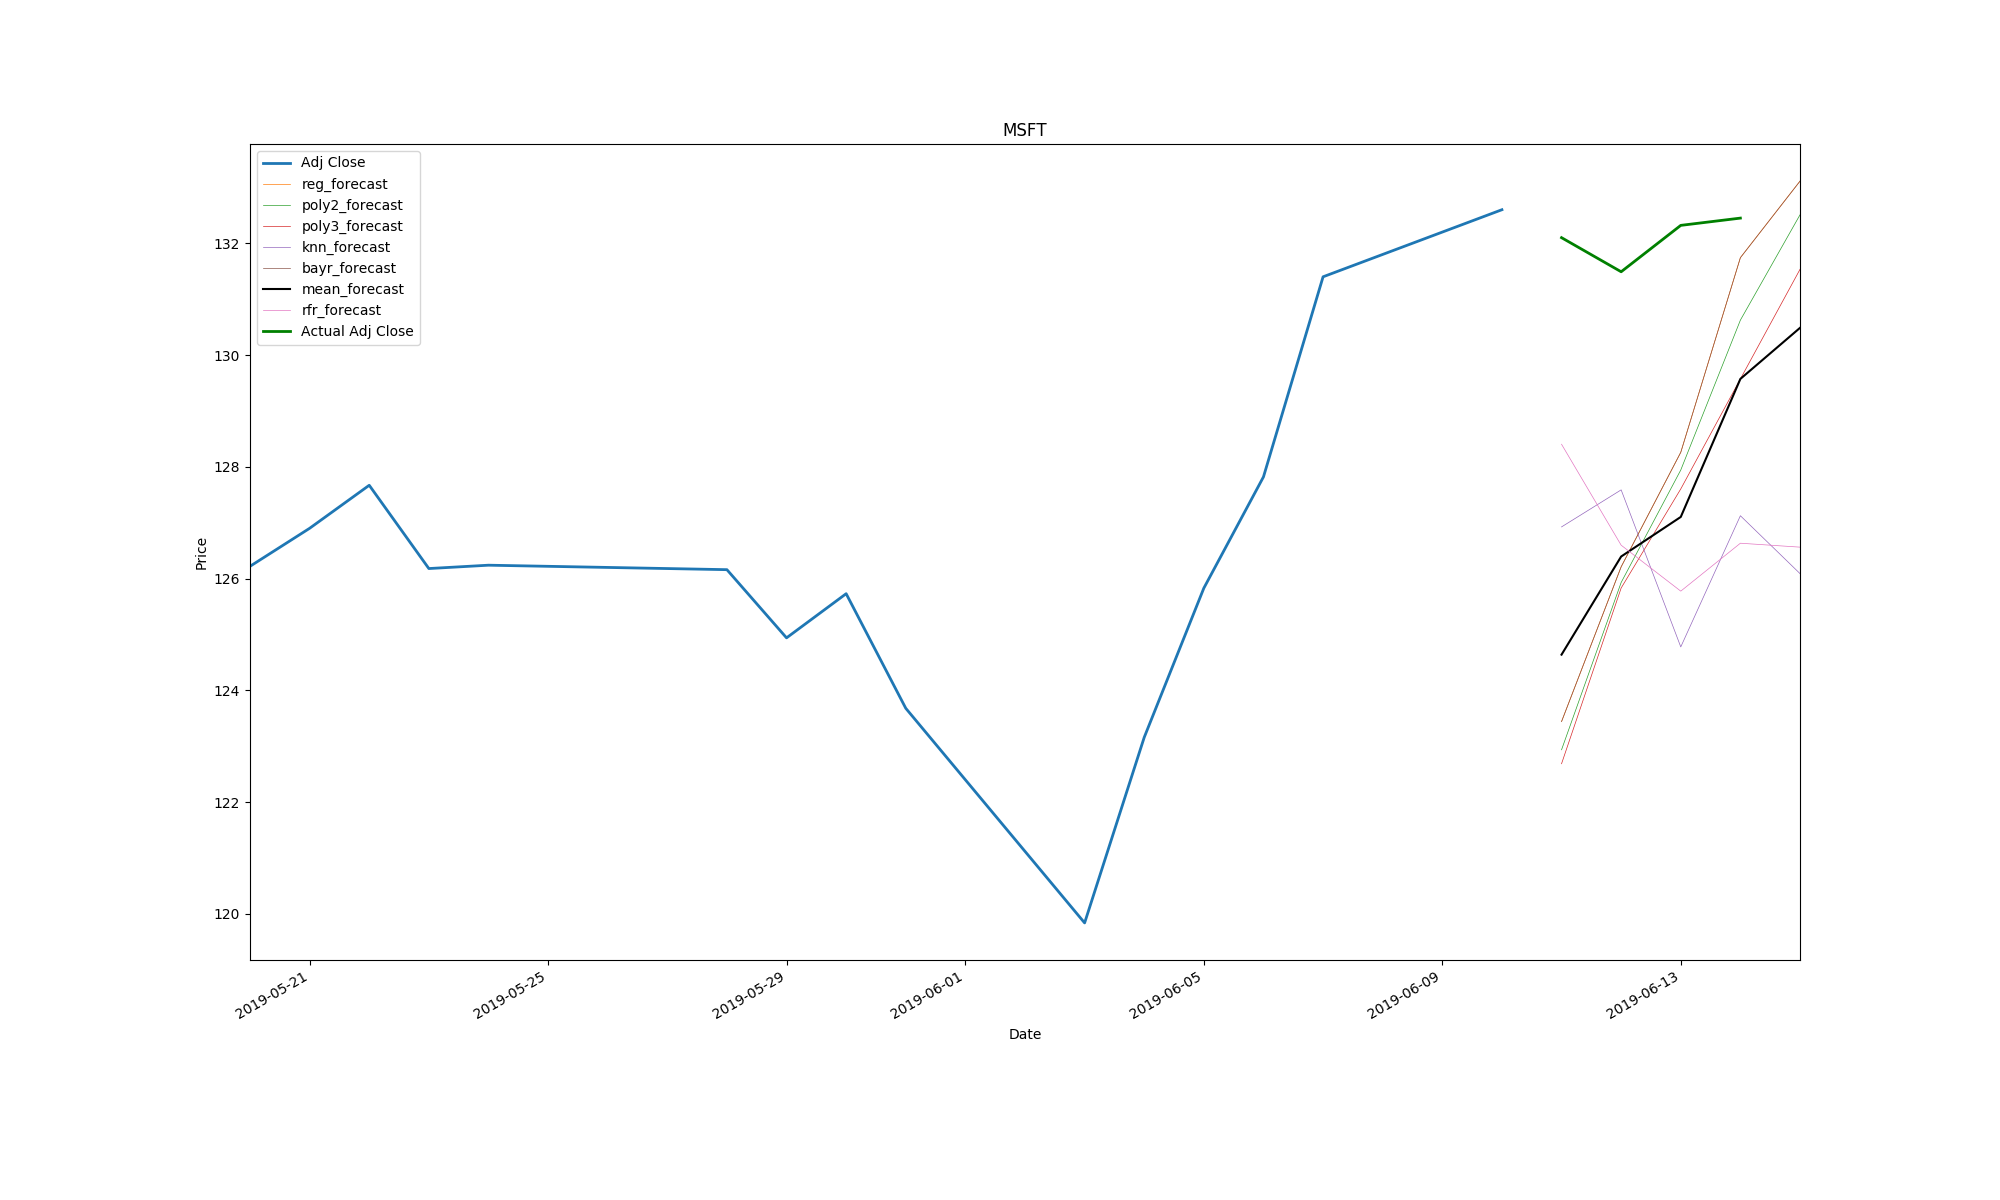 MSFT
Adj Close
reg_forecast
poly2_forecast
poly3_forecast
knn_forecast
bayr_forecast
mean_forecast
rfr_forecast
Actual Adj Close
132
130
128
126
124
122
120
Price
2019-05-21
2019-05-25
2019-05-29
2019-06-01
2019-06-05
2019-06-09
2019-06-13
Date